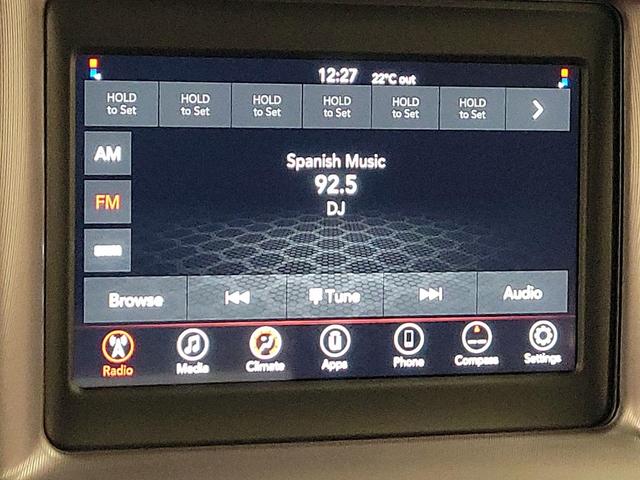 12:27 22°C out
HOLD to Set
HOLD to Set
HOLD to Set
HOLD to Set
HOLD to Set
HOLD to Set
AM
Spanish Music
92.5
FM
DJ
Browse
Tune
Audio
Radio
Media
Climate
Apps
Phone
Compass
Settings